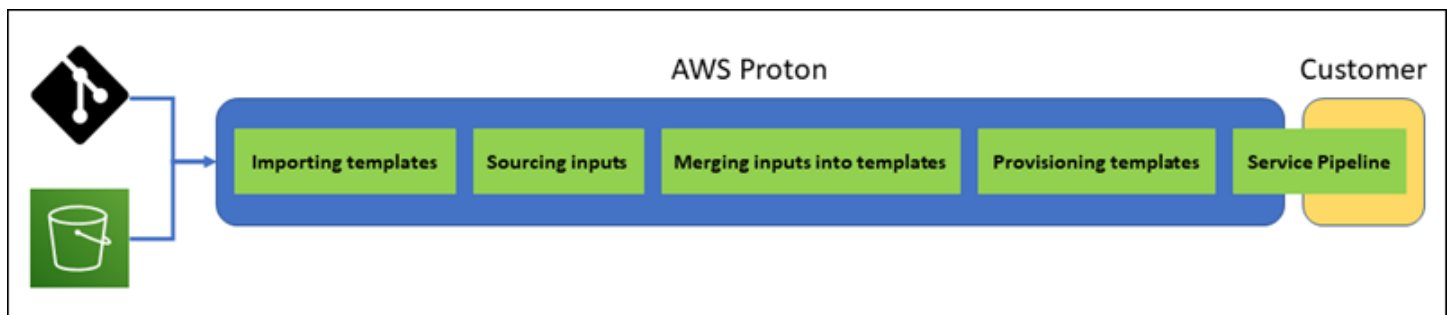 AWS Proton
Customer
Importing templates
Sourcing inputs
Merging inputs into templates
Provisioning templates
Service Pipeline